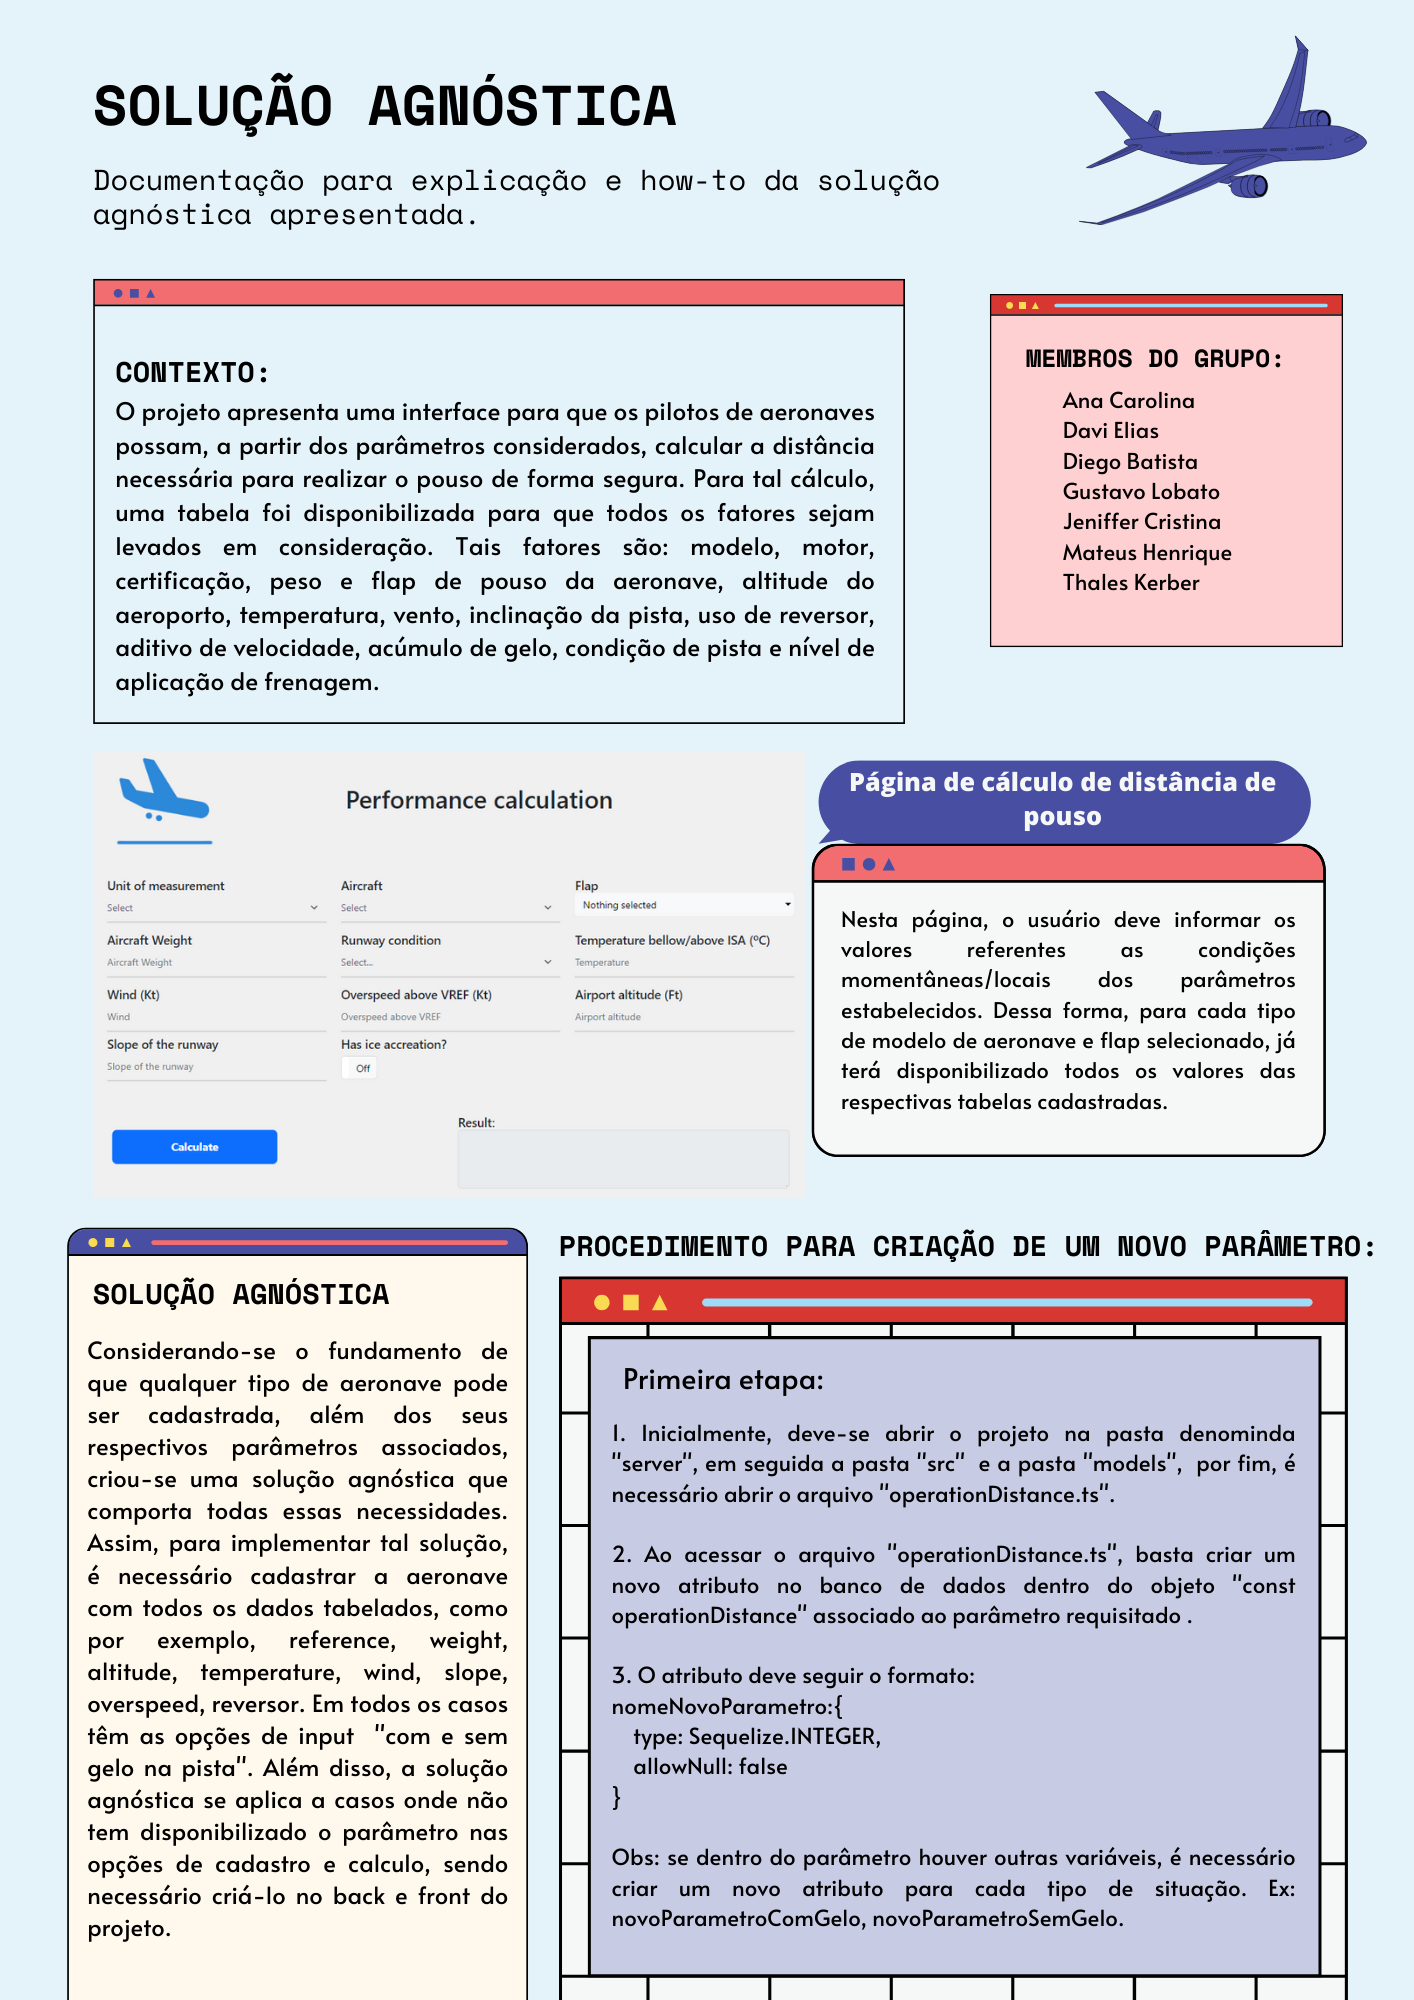 SOLUÇÃO AGNÓSTICA
Documentação para explicação e how-to da solução
agnóstica apresentada.
CONTEXTO:
O projeto apresenta uma interface para que os pilotos de aeronaves
possam, a partir dos parâmetros considerados, calcular a distância
necessária para realizar o pouso de forma segura. Para tal cálculo,
uma tabela foi disponibilizada para que todos os fatores sejam
levados em consideração. Tais fatores são: modelo, motor,
certificação, peso e flap de pouso da aeronave, altitude do
aeroporto, temperatura, vento, inclinação da pista, uso de reversor,
aditivo de velocidade, acúmulo de gelo, condição de pista e nível de
aplicação de frenagem.
MEMBROS DO GRUPO:
Ana Carolina
Davi Elias
Diego Batista
Gustavo Lobato
Jeniffer Cristina
Mateus Henrique
Thales Kerber
Performance calculation
Unit of measurement Aircraft Flap
Select Select Nothing selected
Aircraft Weight Runway condition Temperature bellow/above ISA (ºC)
Aircraft Weight Select... Temperature
Wind (Kt) Overspeed above VREF (Kt) Airport altitude (Ft)
Wind Overspeed above VREF Airport altitude
Slope of the runway Has ice accreation?
Slope of the runway Off
Result:
Calculate
Página de cálculo de distância de
pouso
Nesta página, o usuário deve informar os
valores referentes as condições
momentâneas/locais dos parâmetros
estabelecidos. Dessa forma, para cada tipo
de modelo de aeronave e flap selecionado, já
terá disponibilizado todos os valores das
respectivas tabelas cadastradas.
SOLUÇÃO AGNÓSTICA
Considerando-se o fundamento de
que qualquer tipo de aeronave pode
ser cadastrada, além dos seus
respectivos parâmetros associados,
criou-se uma solução agnóstica que
comporta todas essas necessidades.
Assim, para implementar tal solução,
é necessário cadastrar a aeronave
com todos os dados tabelados, como
por exemplo, reference, weight,
altitude, temperature, wind, slope,
overspeed, reversor. Em todos os casos
têm as opções de input "com e sem
gelo na pista". Além disso, a solução
agnóstica se aplica a casos onde não
tem disponibilizado o parâmetro nas
opções de cadastro e calculo, sendo
necessário criá-lo no back e front do
projeto.
PROCEDIMENTO PARA CRIAÇÃO DE UM NOVO PARÂMETRO:
Primeira etapa:
1. Inicialmente, deve-se abrir o projeto na pasta denominda
"server", em seguida a pasta "src" e a pasta "models", por fim, é
necessário abrir o arquivo "operationDistance.ts".
2. Ao acessar o arquivo "operationDistance.ts", basta criar um
novo atributo no banco de dados dentro do objeto "const
operationDistance" associado ao parâmetro requisitado .
3. O atributo deve seguir o formato:
nomeNovoParametro:{
type: Sequelize.INTEGER,
allowNull: false
}
Obs: se dentro do parâmetro houver outras variáveis, é necessário
criar um novo atributo para cada tipo de situação. Ex:
novoParametroComGelo, novoParametroSemGelo.